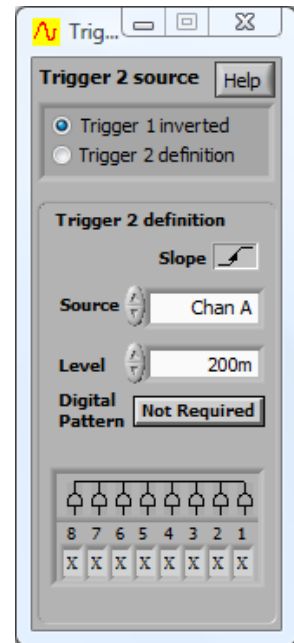 Trig...
Trigger 2 source Help
Trigger 1 inverted
Trigger 2 definition
Trigger 2 definition
Slope
Source Chan A
Level 200m
Digital
Pattern Not Required
8 7 6 5 4 3 2 1
X X X X X X X X